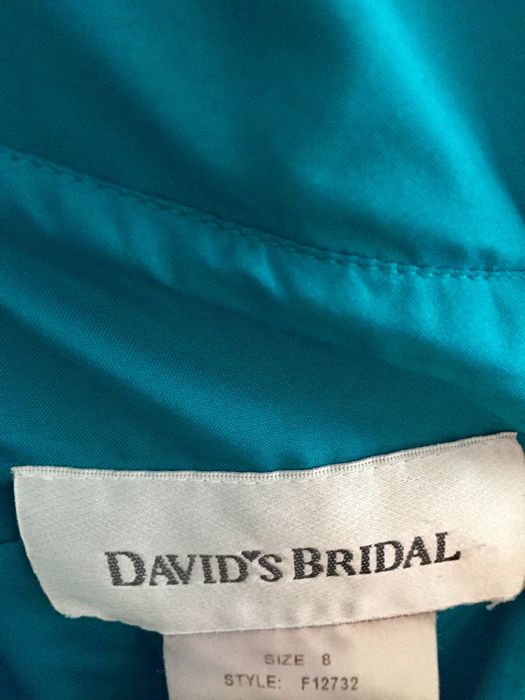 DAVID'S BRIDAL
SIZE 8
STYLE: F12732